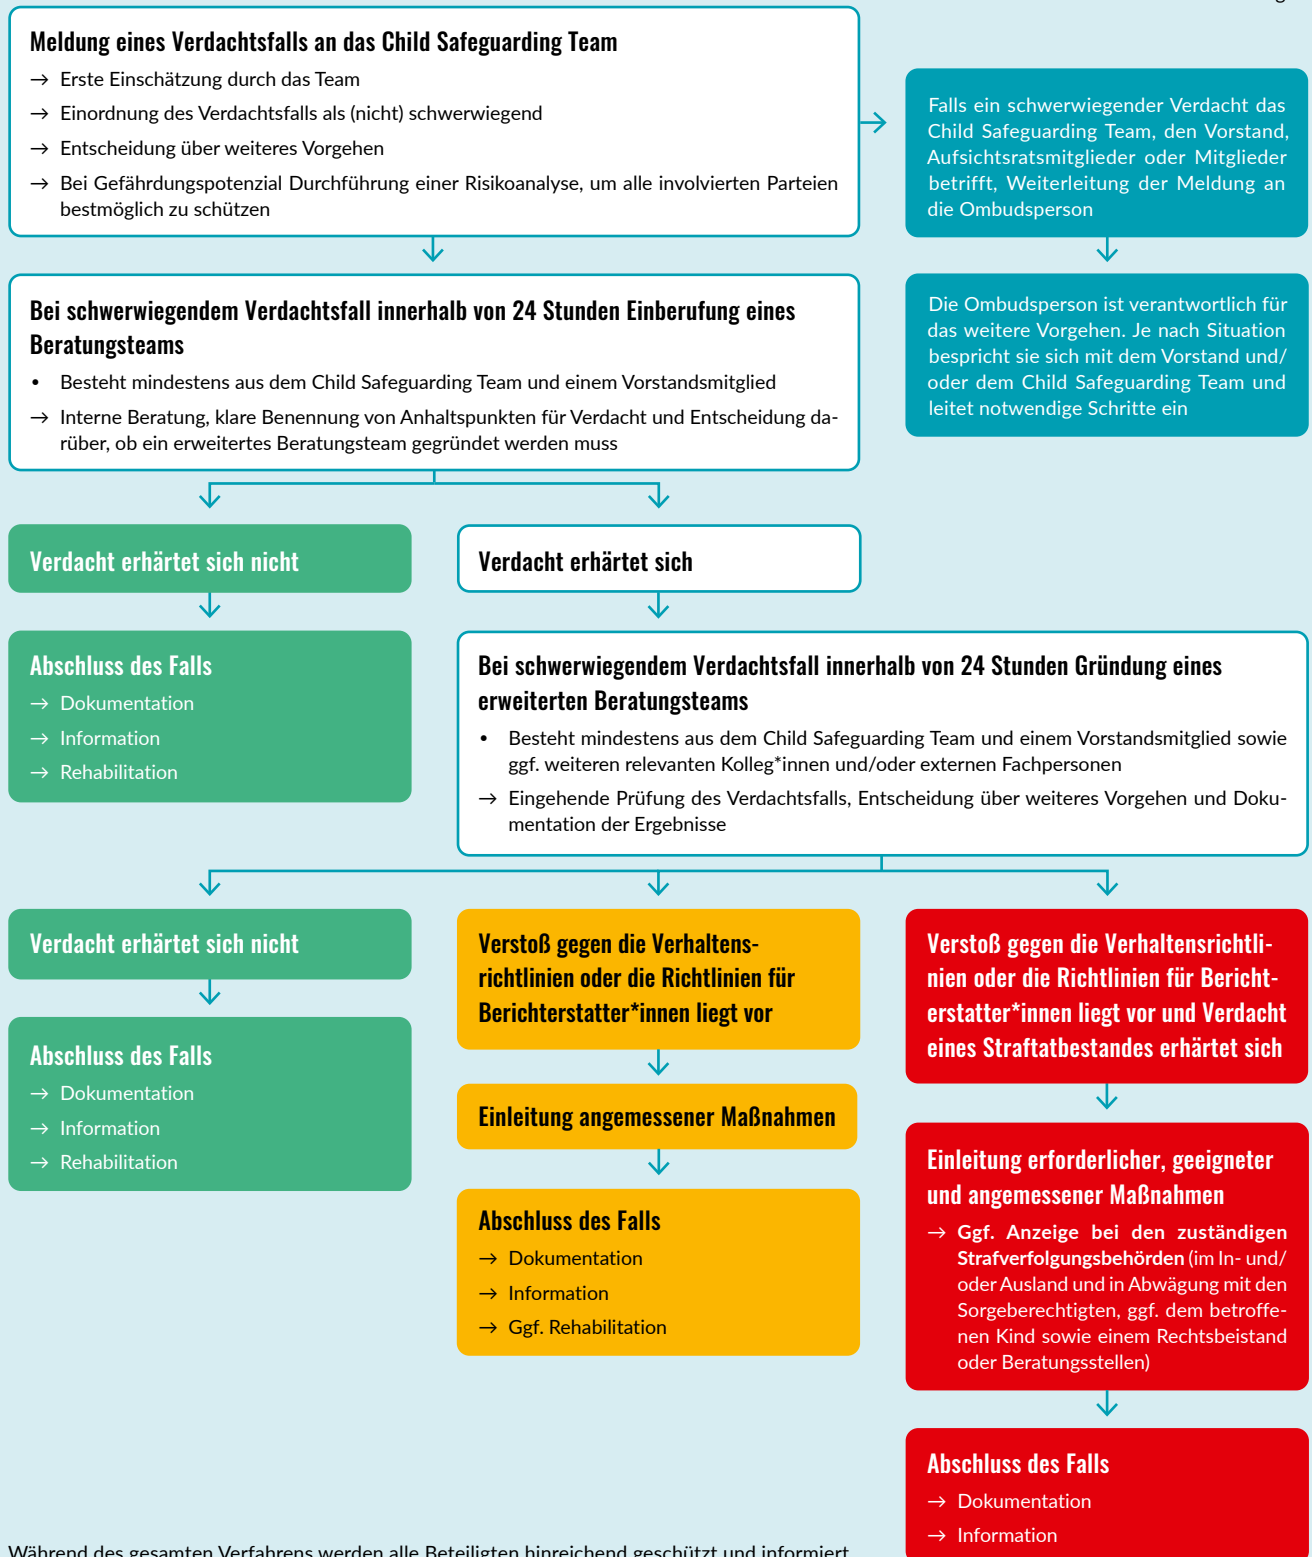 Meldung eines Verdachtsfalls an das Child Safeguarding Team
→ Erste Einschätzung durch das Team
→ Einordnung des Verdachtsfalls als (nicht) schwerwiegend
→ Entscheidung über weiteres Vorgehen
→ Bei Gefährdungspotenzial Durchführung einer Risikoanalyse, um alle involvierten Parteien
bestmöglich zu schützen
Falls ein schwerwiegender Verdacht das
Child Safeguarding Team, den Vorstand,
Aufsichtsratsmitglieder oder Mitglieder
betrifft, Weiterleitung der Meldung an
die Ombudsperson
Bei schwerwiegendem Verdachtsfall innerhalb von 24 Stunden Einberufung eines
Beratungsteams
• Besteht mindestens aus dem Child Safeguarding Team und einem Vorstandsmitglied
→ Interne Beratung, klare Benennung von Anhaltspunkten für Verdacht und Entscheidung da-
rüber, ob ein erweitertes Beratungsteam gegründet werden muss
Die Ombudsperson ist verantwortlich für
das weitere Vorgehen. Je nach Situation
bespricht sie sich mit dem Vorstand und/
oder dem Child Safeguarding Team und
leitet notwendige Schritte ein
Verdacht erhärtet sich nicht
Verdacht erhärtet sich
Abschluss des Falls
→ Dokumentation
→ Information
→ Rehabilitation
Bei schwerwiegendem Verdachtsfall innerhalb von 24 Stunden Gründung eines
erweiterten Beratungsteams
• Besteht mindestens aus dem Child Safeguarding Team und einem Vorstandsmitglied sowie
ggf. weiteren relevanten Kolleg*innen und/oder externen Fachpersonen
→ Eingehende Prüfung des Verdachtsfalls, Entscheidung über weiteres Vorgehen und Doku-
mentation der Ergebnisse
Verdacht erhärtet sich nicht
Abschluss des Falls
→ Dokumentation
→ Information
→ Rehabilitation
Verstoß gegen die Verhaltens-
richtlinien oder die Richtlinien für
Berichterstatter*innen liegt vor
Einleitung angemessener Maßnahmen
Abschluss des Falls
→ Dokumentation
→ Information
→ Ggf. Rehabilitation
Verstoß gegen die Verhaltensrichtli-
nien oder die Richtlinien für Bericht-
erstatter*innen liegt vor und Verdacht
eines Straftatbestandes erhärtet sich
Einleitung erforderlicher, geeigneter
und angemessener Maßnahmen
→ Ggf. Anzeige bei den zuständigen
Strafverfolgungsbehörden (im In- und/
oder Ausland und in Abwägung mit den
Sorgeberechtigten, ggf. dem betroffe-
nen Kind sowie einem Rechtsbeistand
oder Beratungsstellen)
Abschluss des Falls
→ Dokumentation
→ Information
Während des gesamten Verfahrens werden alle Beteiligten hinreichend geschützt und informiert